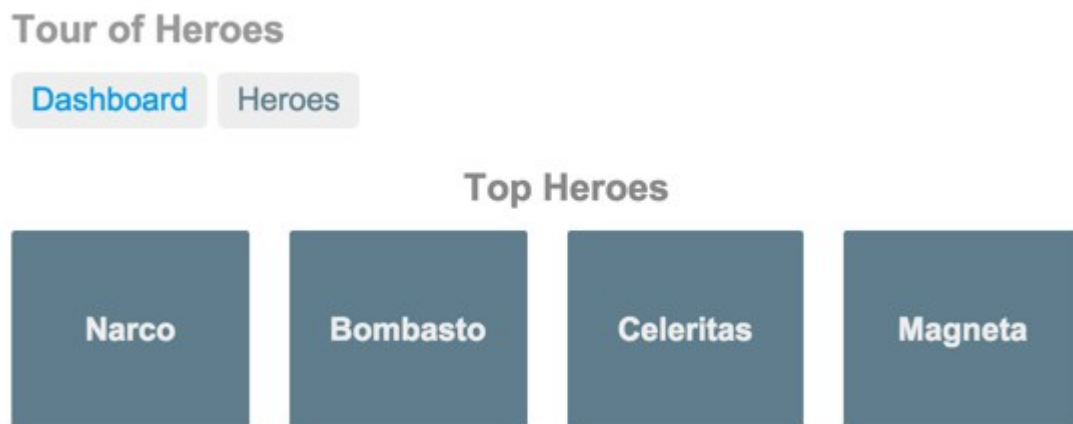 Tour of Heroes
Dashboard Heroes
Top Heroes
Narco Bombasto Celeritas Magneta